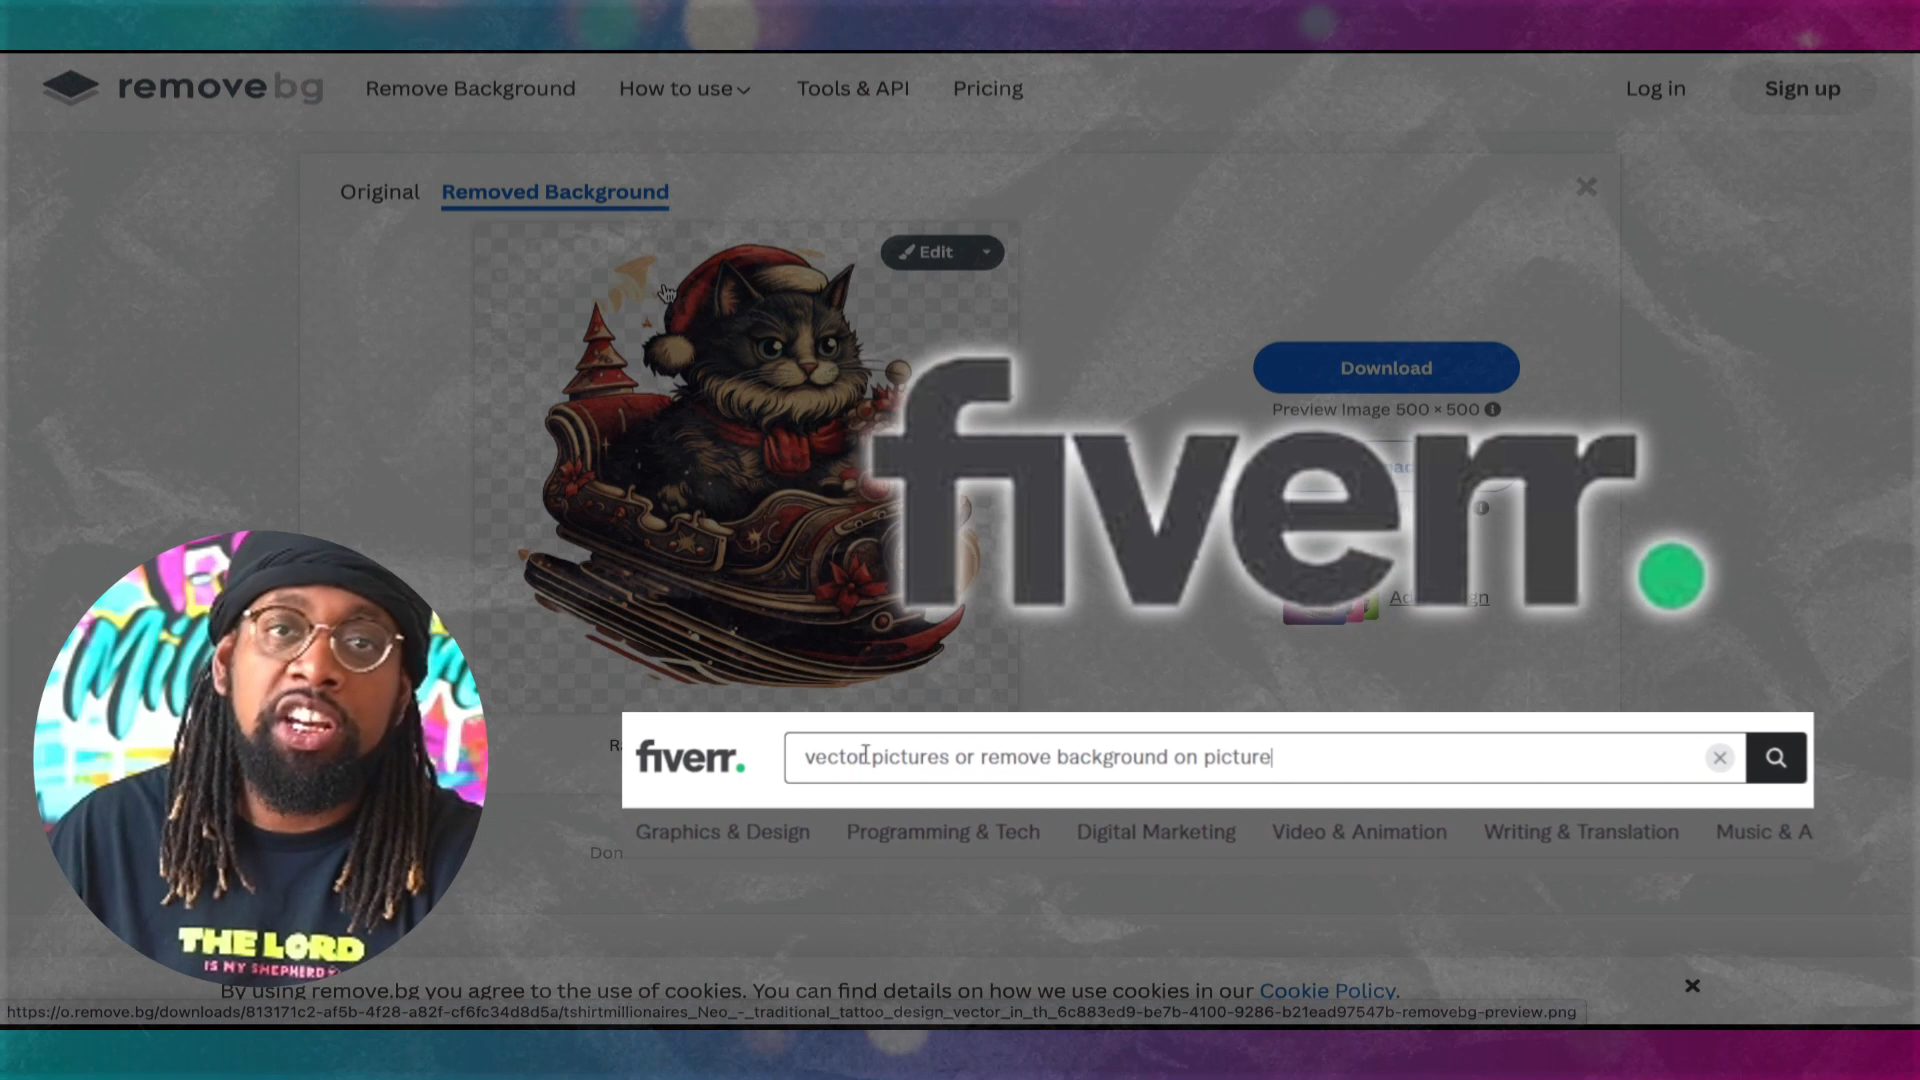 remove bg
Remove Background
How to use
Tools & API
Pricing
Log in
Sign up
Original
Removed Background
Edit
Download
Preview Image 500 × 500
fiverr.
fiverr.
vector pictures or remove background on picture
Graphics & Design
Programming & Tech
Digital Marketing
Video & Animation
Writing & Translation
Music & A
Don
THE LORD
IS MY SHEPHERD
By using remove.bg you agree to the use of cookies. You can find details on how we use cookies in our Cookie Policy.
https://o.remove.bg/downloads/813171c2-af5b-4f28-a82f-cf6fc34d8d5a/tshirtmillionaires_Neo_-_traditional_tattoo_design_vector_in_th_6c883ed9-be7b-4100-9286-b21ead97547b-removebg-preview.png